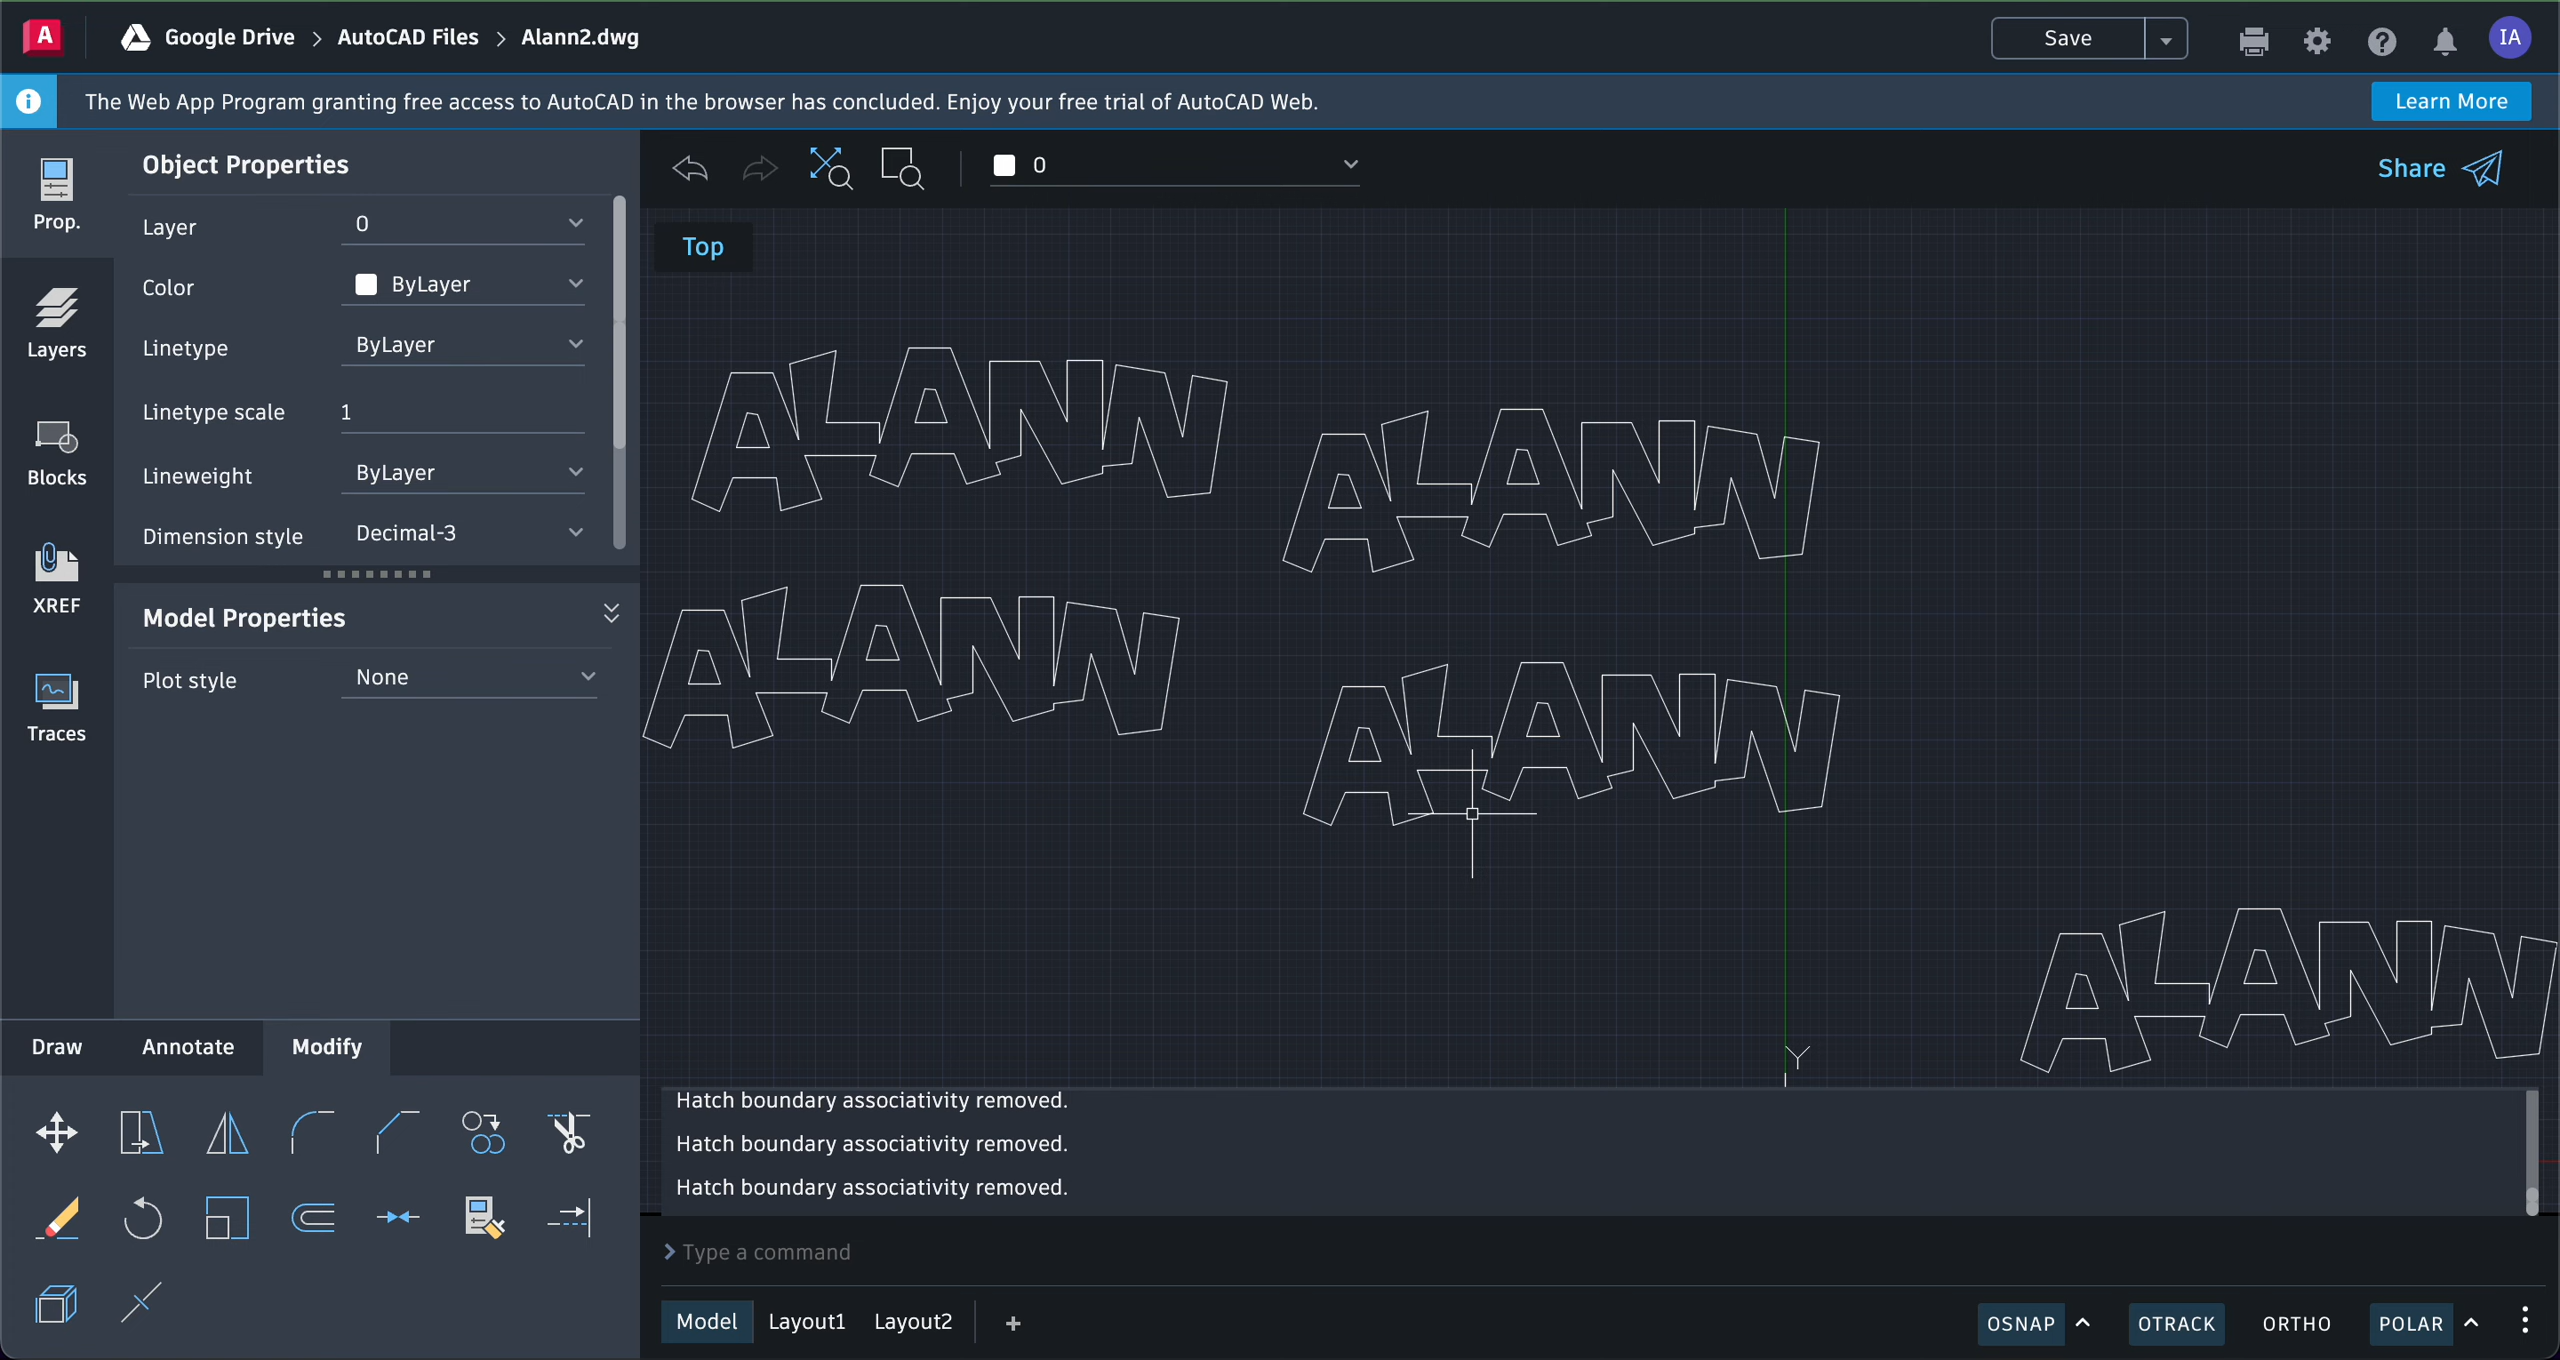 A
Google Drive > AutoCAD Files > Alann2.dwg
Save
IA
The Web App Program granting free access to AutoCAD in the browser has concluded. Enjoy your free trial of AutoCAD Web.
Learn More
Prop.
Layers
Blocks
XREF
Traces
Object Properties
Layer 0
Color ByLayer
Linetype ByLayer
Linetype scale 1
Lineweight ByLayer
Dimension style Decimal-3
Model Properties
Plot style None
Draw Annotate Modify
0
Share
Top
ALANN
ALANN
ALANN
ALANN
ALANN
Y
Hatch boundary associativity removed.
Hatch boundary associativity removed.
Hatch boundary associativity removed.
> Type a command
Model Layout1 Layout2 +
OSNAP OTRACK ORTHO POLAR